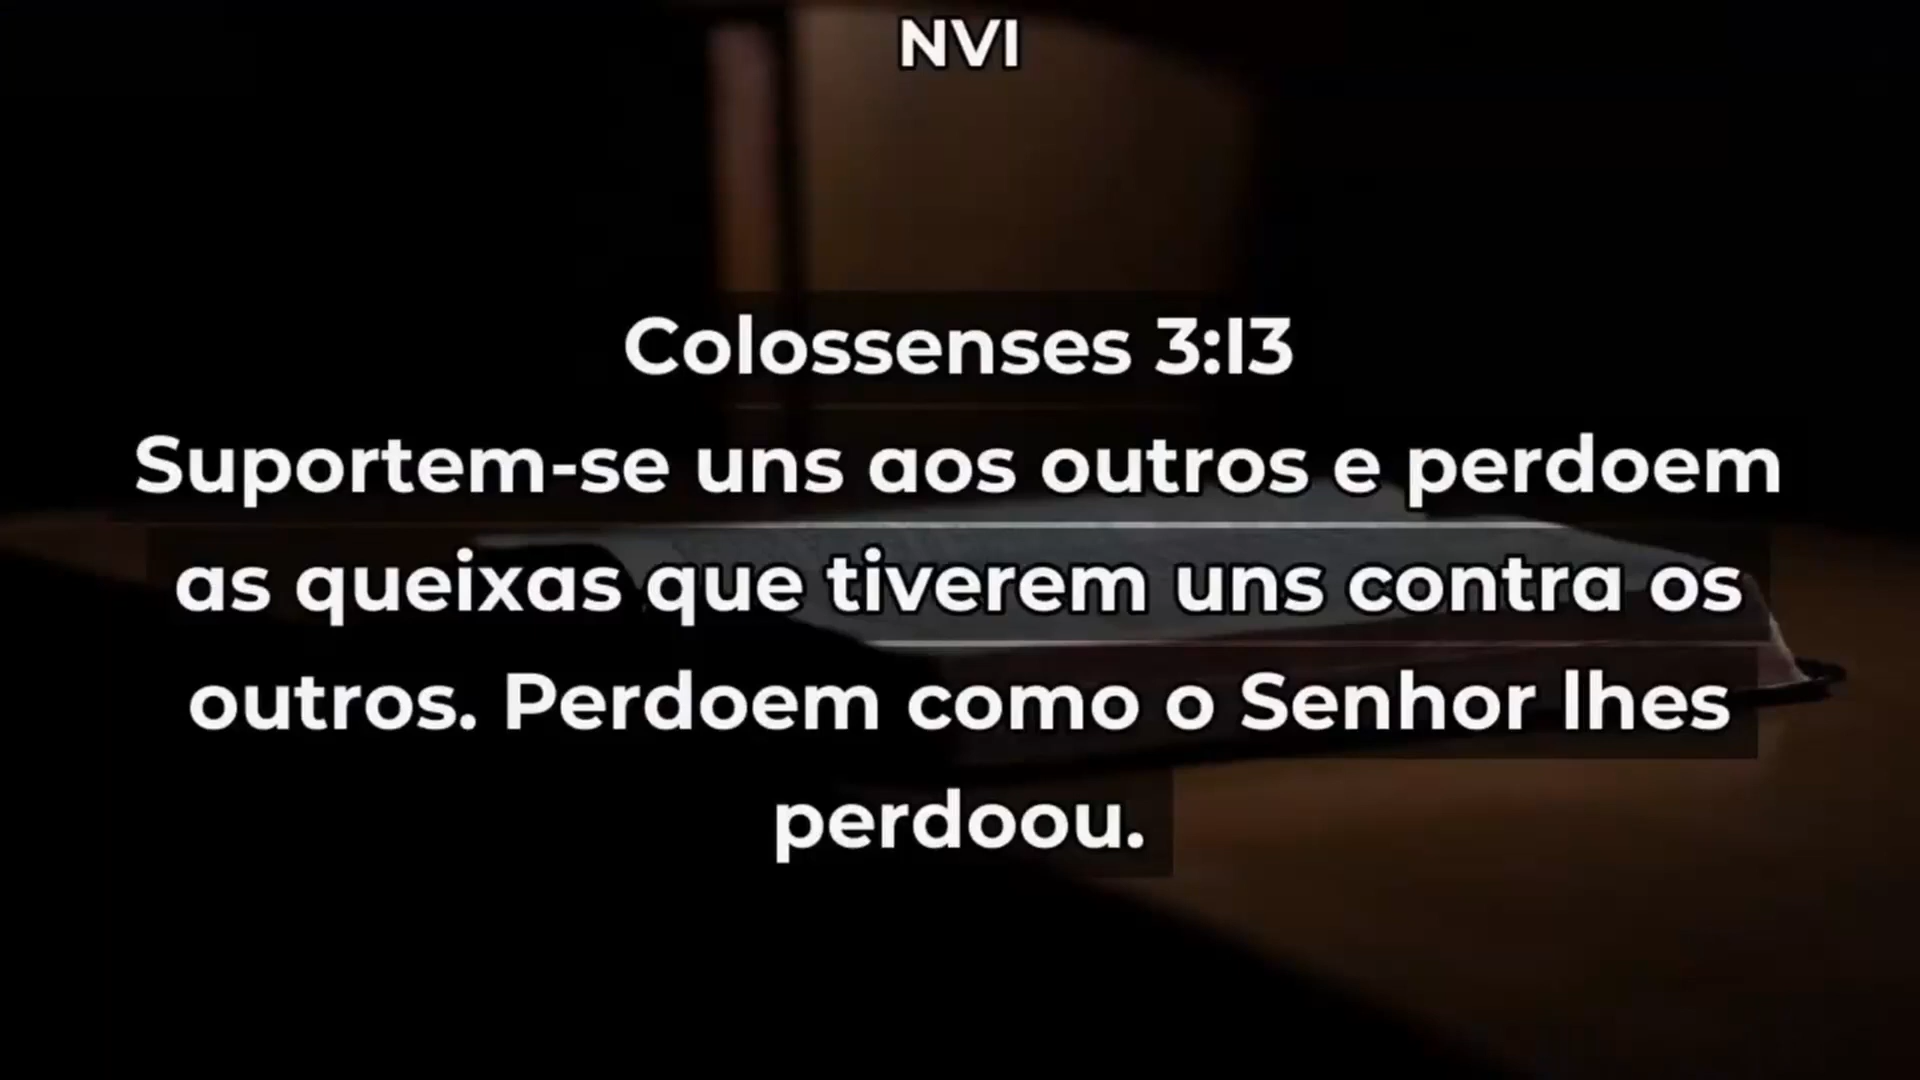 NVI
Colossenses 3:13
Suportem-se uns aos outros e perdoem
as queixas que tiverem uns contra os
outros. Perdoem como o Senhor lhes
perdoou.